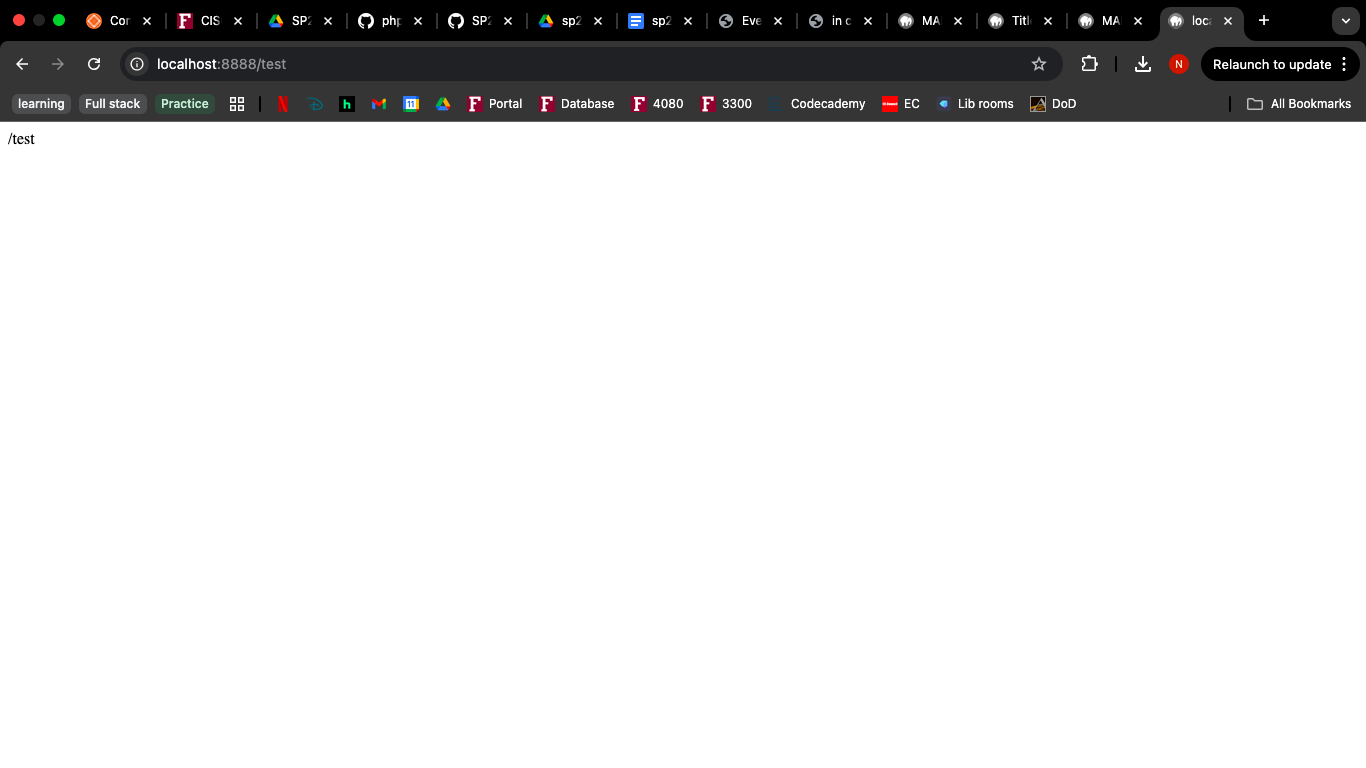 Cor CIS SP2 php SP2 sp2 sp2 Eve in c MA Titl MA loca
localhost:8888/test N Relaunch to update
learning Full stack Practice N h M 11 F Portal F Database F 4080 F 3300 Codecademy EC Lib rooms DoD All Bookmarks
/test